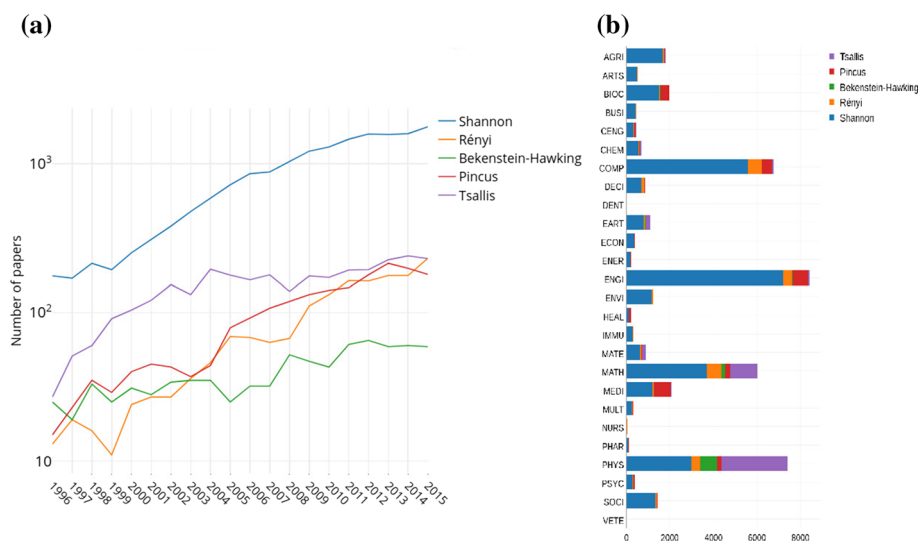 (a)
(b)
Number of papers
10³
10²
10
1996
1997
1998
1999
2000
2001
2002
2003
2004
2005
2006
2007
2008
2009
2010
2011
2012
2013
2014
2015
Shannon
Rényi
Bekenstein-Hawking
Pincus
Tsallis
AGRI
ARTS
BIOC
BUSI
CENG
CHEM
COMP
DECI
DENT
EART
ECON
ENER
ENGI
ENVI
HEAL
IMMU
MATE
MATH
MEDI
MULT
NURS
PHAR
PHYS
PSYC
SOCI
VETE
0
2000
4000
6000
8000
Tsallis
Pincus
Bekenstein-Hawking
Rényi
Shannon